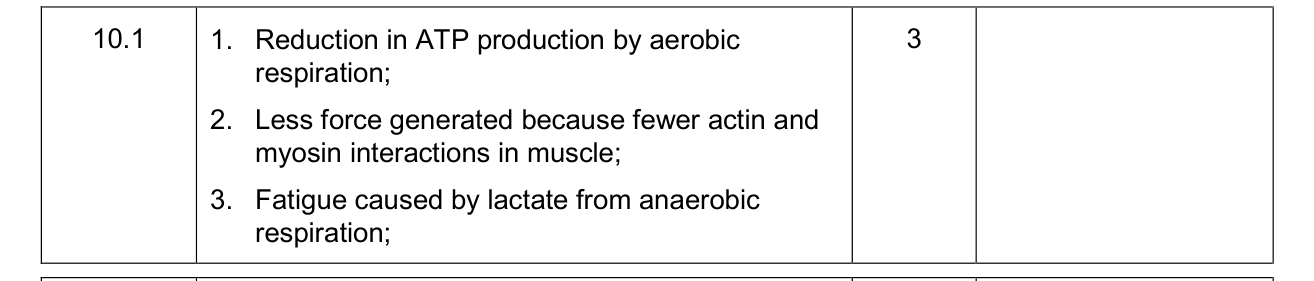 10.1
1. Reduction in ATP production by aerobic
respiration;
2. Less force generated because fewer actin and
myosin interactions in muscle;
3. Fatigue caused by lactate from anaerobic
respiration;
3